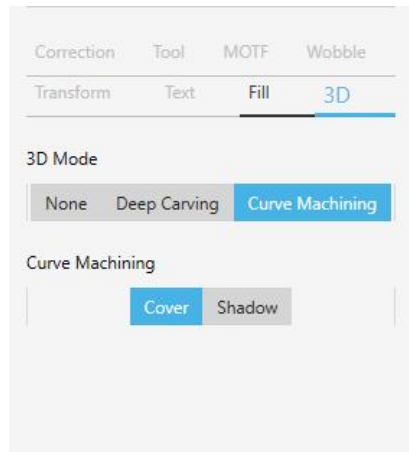 Correction Tool MOTF Wobble
Transform Text Fill 3D
3D Mode
None Deep Carving Curve Machining
Curve Machining
Cover Shadow